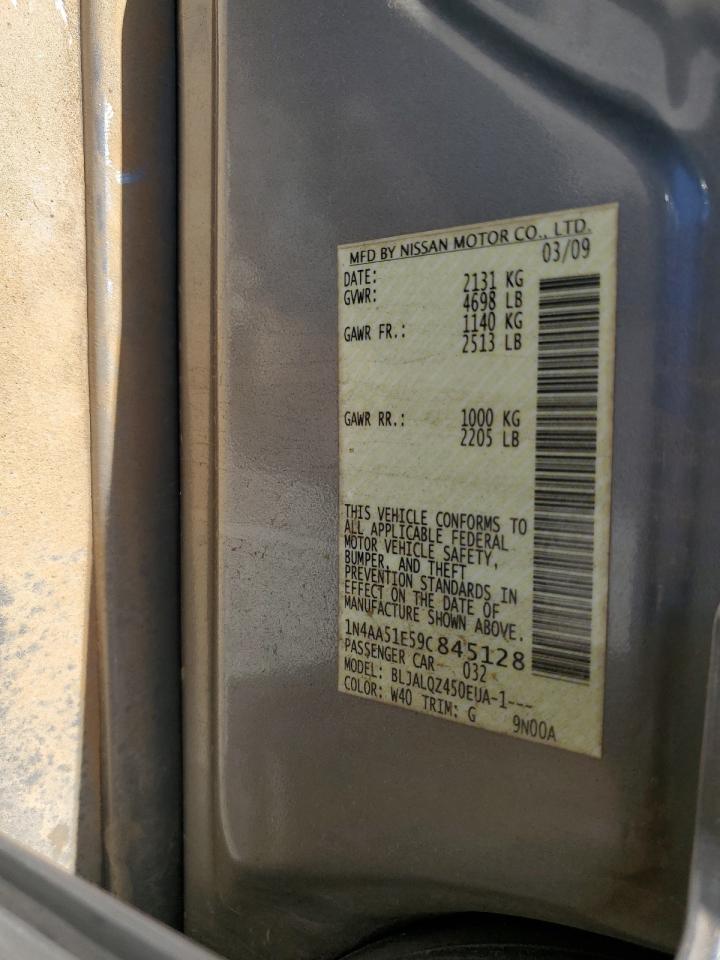 MFD BY NISSAN MOTOR CO., LTD.
DATE: 03/09
GVWR: 2131 KG
4698 LB
GAWR FR.: 1140 KG
2513 LB
GAWR RR.: 1000 KG
2205 LB
THIS VEHICLE CONFORMS TO
ALL APPLICABLE FEDERAL
MOTOR VEHICLE SAFETY,
BUMPER, AND THEFT
PREVENTION STANDARDS IN
EFFECT ON THE DATE OF
MANUFACTURE SHOWN ABOVE.
1N4AA51E59C845128
PASSENGER CAR 032
MODEL: BLJALQZ450EUA-1---
COLOR: W40 TRIM: G 9N00A